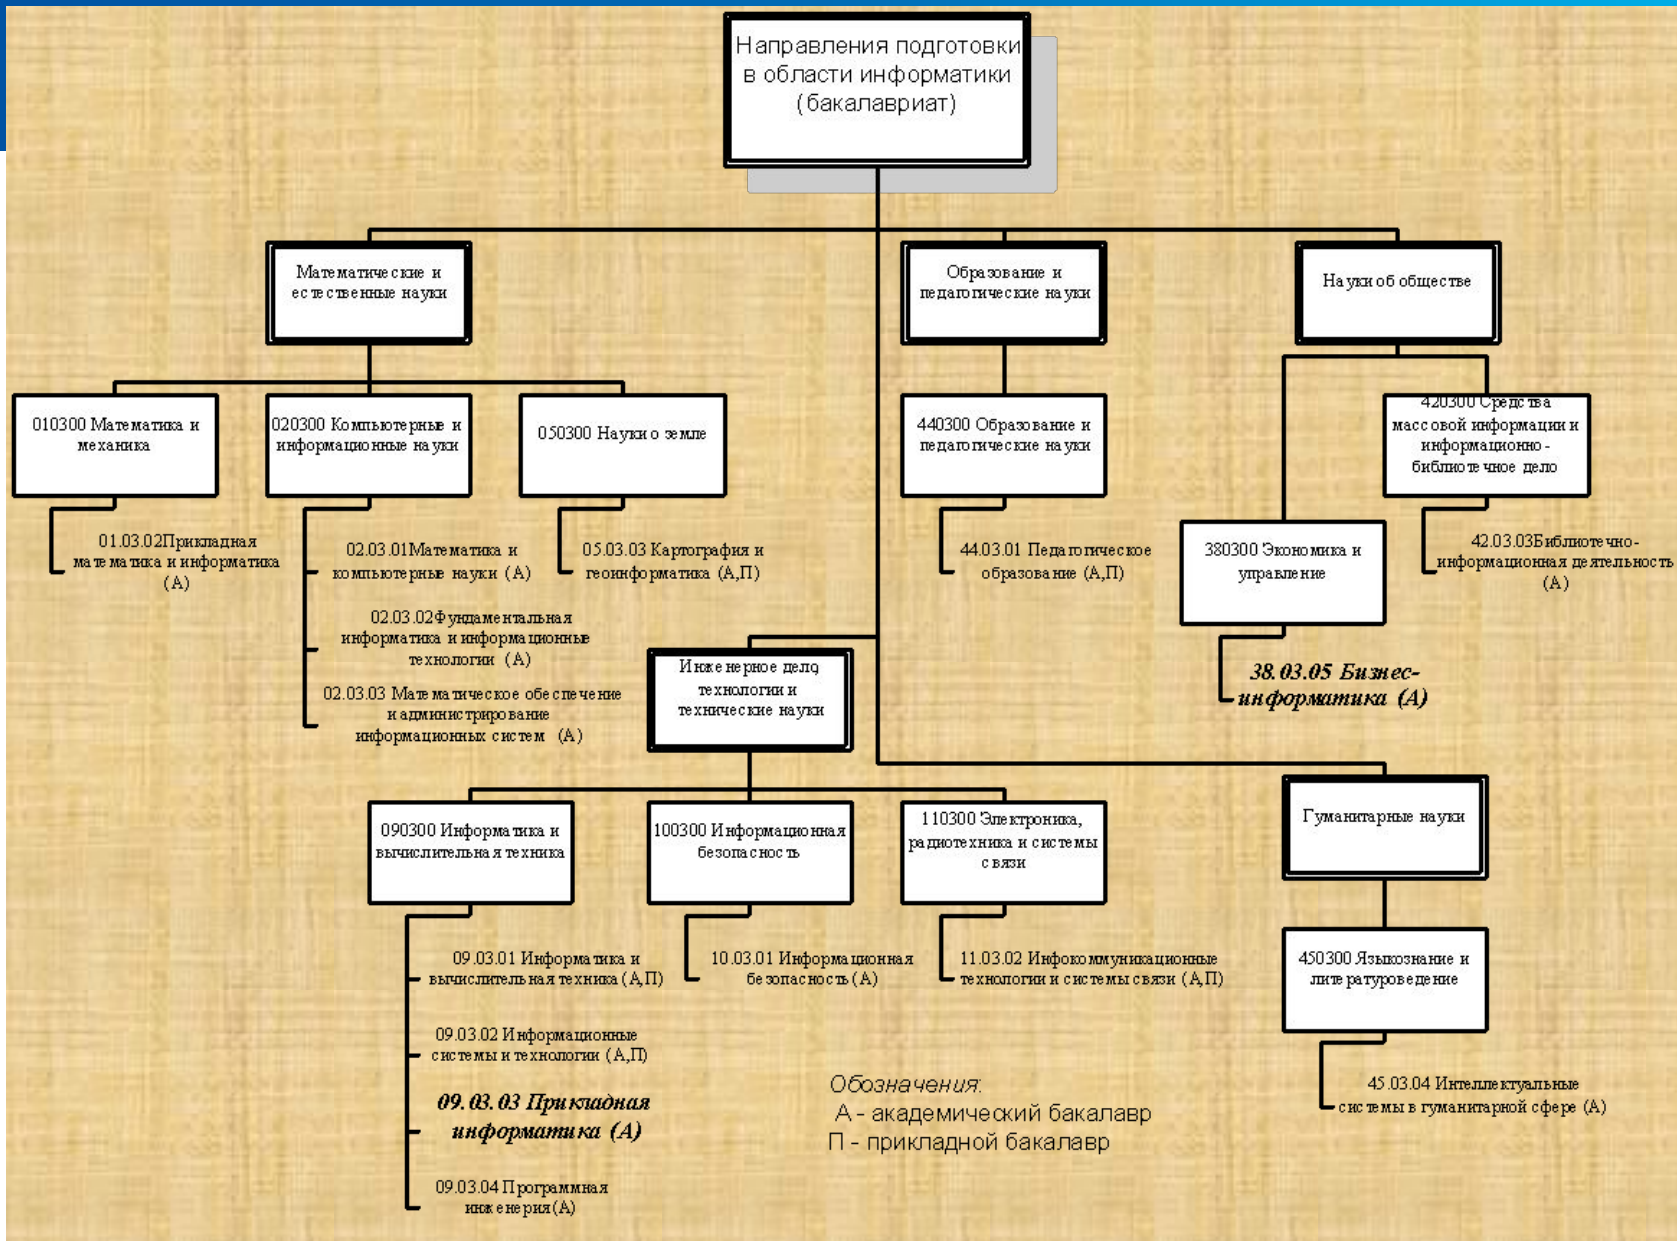 Направления подготовки
в области информатики
(бакалавриат)
Математические и
естественные науки
Образование и
педагогические науки
Науки об обществе
010300 Математика и
механика
020300 Компьютерные и
информационные науки
050300 Науки о земле
440300 Образование и
педагогические науки
420300 Средства
массовой информации и
информационно-
библиотечное дело
01.03.02Прикладная
математика и информатика
(А)
02.03.01Математика и
компьютерные науки (А)
02.03.02Фундаментальная
информатика и информационные
технологии (А)
02.03.03 Математическое обеспечение
и администрирование
информационных систем (А)
05.03.03 Картография и
геоинформатика (А,П)
44.03.01 Педагогическое
образование (А,П)
380300 Экономика и
управление
38.03.05 Бизнес-
информатика (А)
42.03.03Библиотечно-
информационная деятельность
(А)
Инженерное дело,
технологии и
технические науки
090300 Информатика и
вычислительная техника
100300 Информационная
безопасность
110300 Электроника,
радиотехника и системы
связи
Гуманитарные науки
09.03.01 Информатика и
вычислительная техника (А,П)
09.03.02 Информационные
системы и технологии (А,П)
09.03.03 Прикладная
информатика (А)
09.03.04 Программная
инженерия(А)
10.03.01 Информационная
безопасность (А)
11.03.02 Инфокоммуникационные
технологии и системы связи (А,П)
450300 Языкознание и
литературоведение
45.03.04 Интеллектуальные
системы в гуманитарной сфере (А)
Обозначения:
А - академический бакалавр
П - прикладной бакалавр